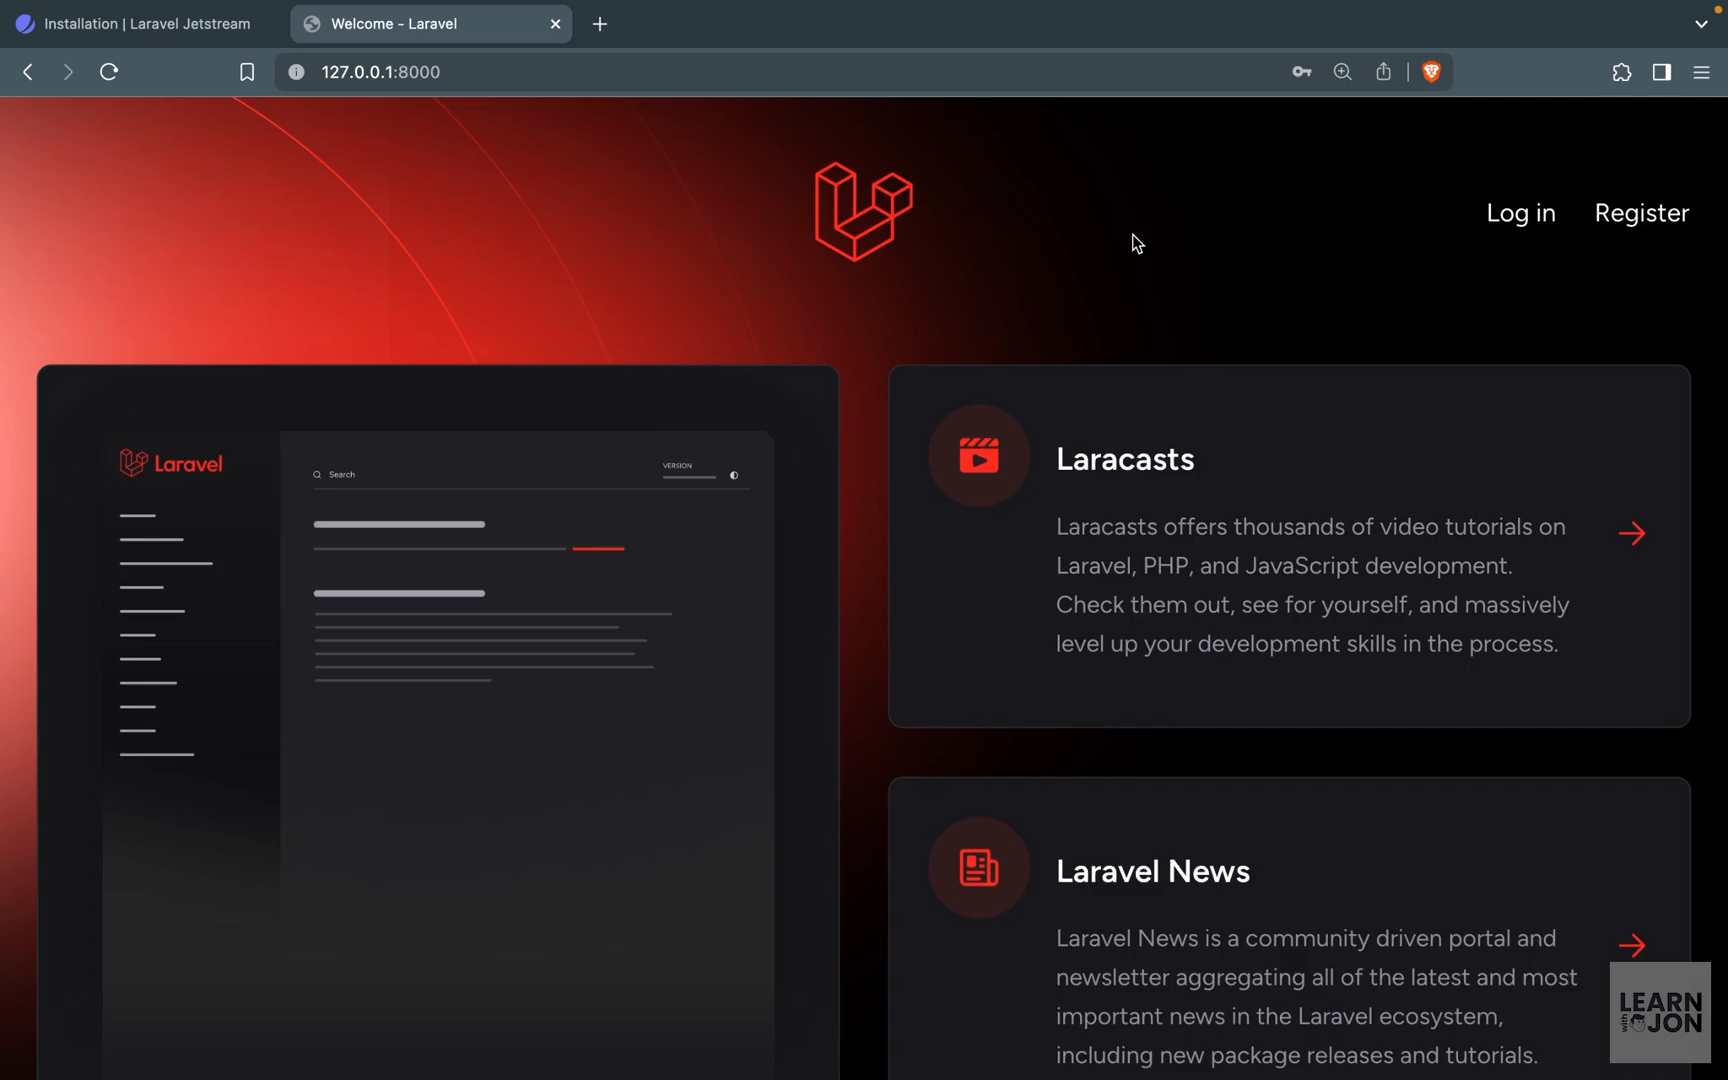 Installation | Laravel Jetstream
Welcome - Laravel
127.0.0.1:8000
Log in
Register
Laravel
Search
VERSION
Laracasts
Laracasts offers thousands of video tutorials on
Laravel, PHP, and JavaScript development.
Check them out, see for yourself, and massively
level up your development skills in the process.
Laravel News
Laravel News is a community driven portal and
newsletter aggregating all of the latest and most
important news in the Laravel ecosystem,
including new package releases and tutorials.
LEARN
with JON